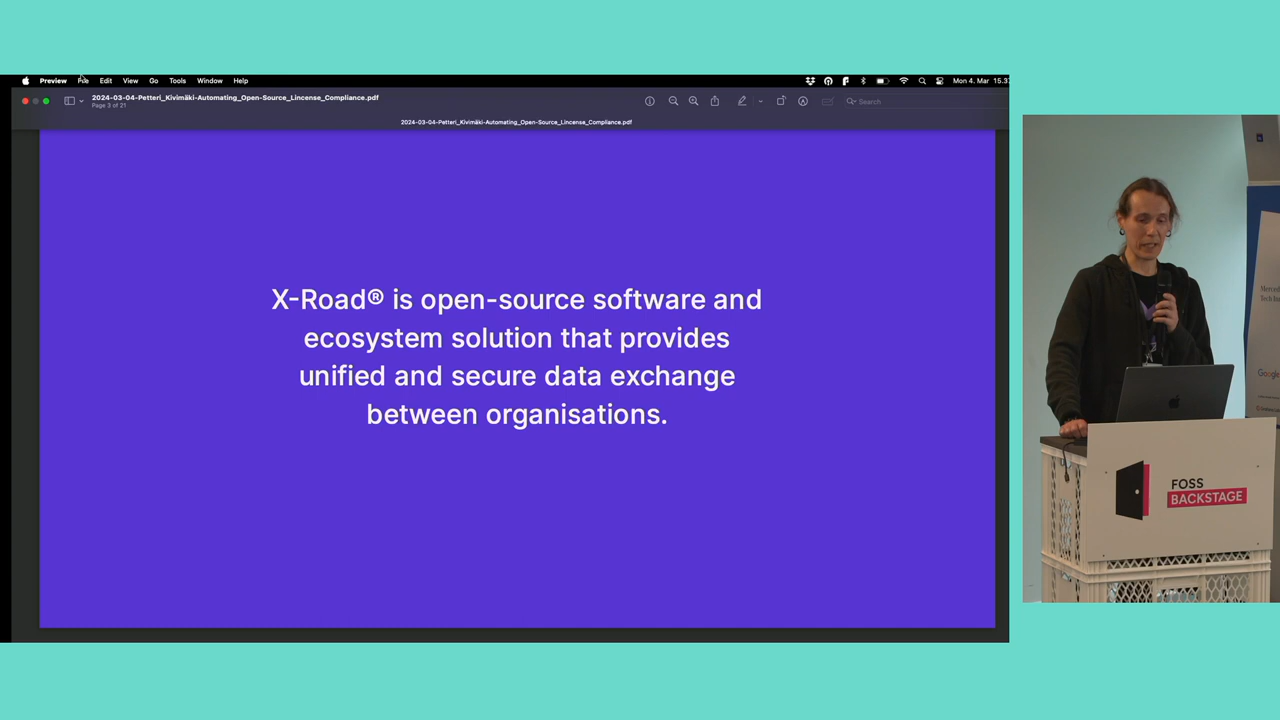 Preview File Edit View Go Tools Window Help
Mon 4. Mar 15.3
2024-03-04-Petteri_Kivimäki-Automating_Open-Source_Lincense_Compliance.pdf
Page 3 of 21
Search
2024-03-04-Petteri_Kivimäki-Automating_Open-Source_Lincense_Compliance.pdf
X-Road® is open-source software and
ecosystem solution that provides
unified and secure data exchange
between organisations.
FOSS
BACKSTAGE
Google